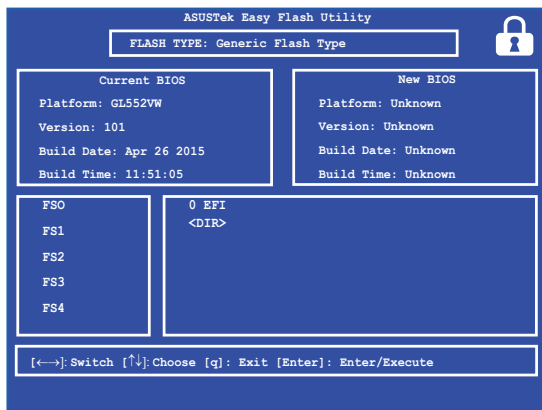 ASUSTek Easy Flash Utility
FLASH TYPE: Generic Flash Type
Current BIOS
Platform: GL552VW
Version: 101
Build Date: Apr 26 2015
Build Time: 11:51:05
New BIOS
Platform: Unknown
Version: Unknown
Build Date: Unknown
Build Time: Unknown
FSO
FS1
FS2
FS3
FS4
0 EFI
<DIR>
[←→]: Switch [↑↓]: Choose [q]: Exit [Enter]: Enter/Execute